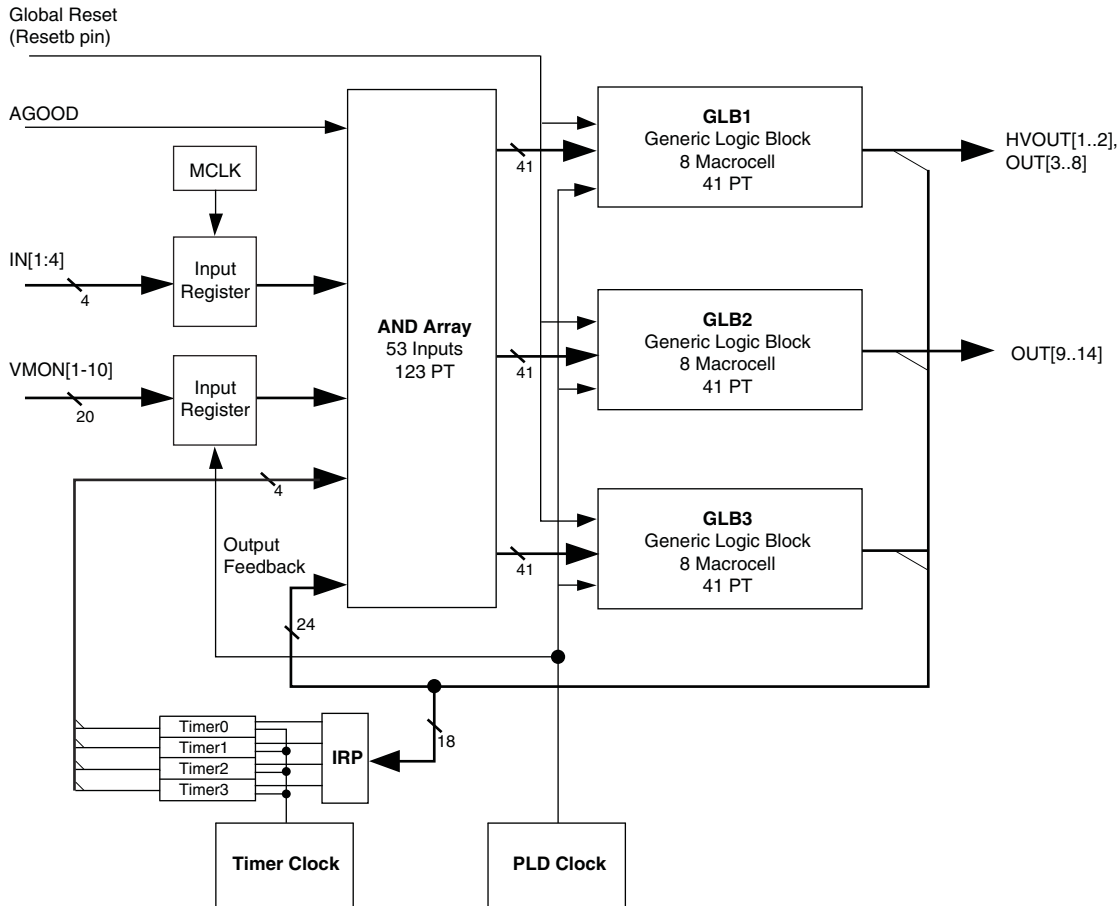 Global Reset
(Resetb pin)
AGOOD
MCLK
IN[1:4]
4
Input
Register
VMON[1-10]
20
Input
Register
AND Array
53 Inputs
123 PT
4
Output
Feedback
24
41
41
41
GLB1
Generic Logic Block
8 Macrocell
41 PT
HVOUT[1..2],
OUT[3..8]
GLB2
Generic Logic Block
8 Macrocell
41 PT
OUT[9..14]
GLB3
Generic Logic Block
8 Macrocell
41 PT
Timer0
Timer1
Timer2
Timer3
IRP
18
Timer Clock
PLD Clock